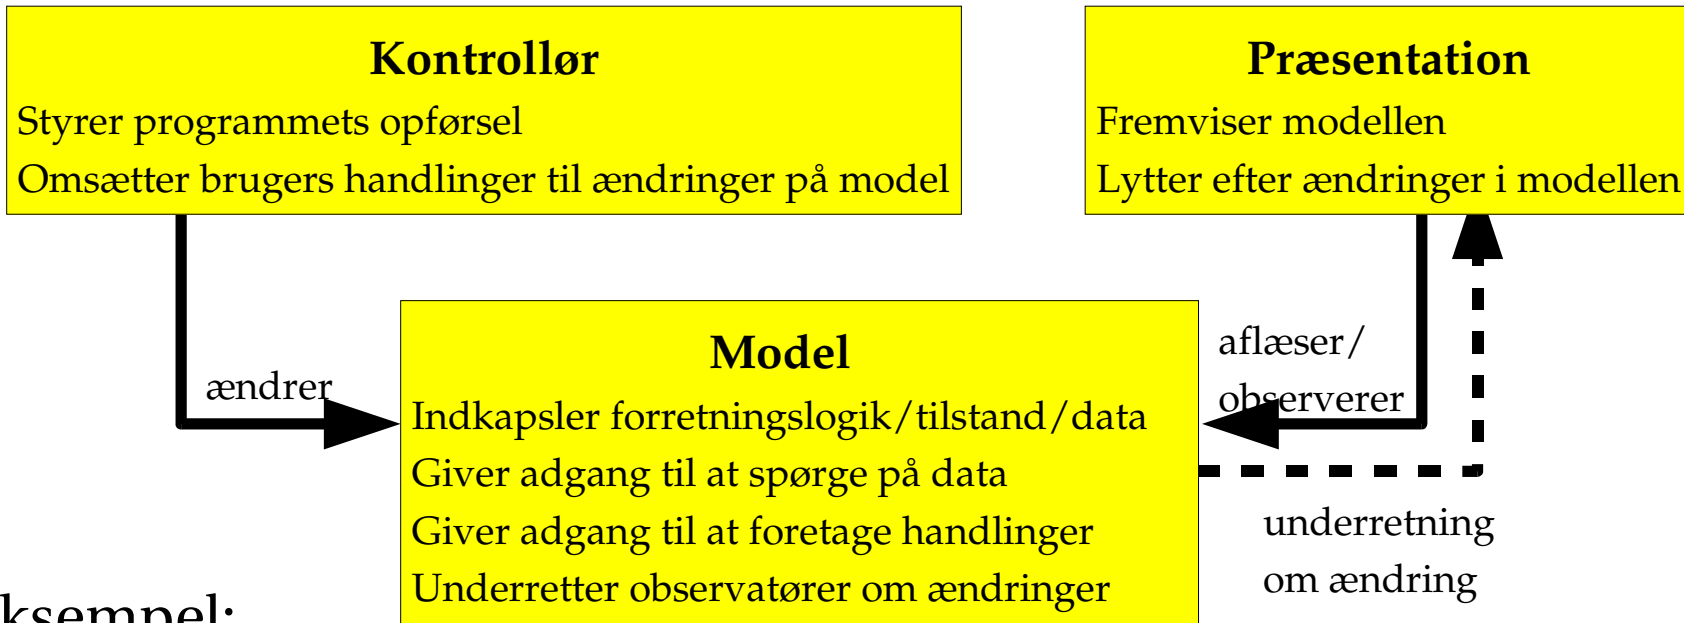 Kontrollør
Styrer programmets opførsel
Omsætter brugers handlinger til ændringer på model
Præsentation
Fremviser modellen
Lytter efter ændringer i modellen
ændrer
Model
Indkapsler forretningslogik/tilstand/data
Giver adgang til at spørge på data
Giver adgang til at foretage handlinger
Underretter observatører om ændringer
aflæser/
observerer
underretning
om ændring
ksempel: